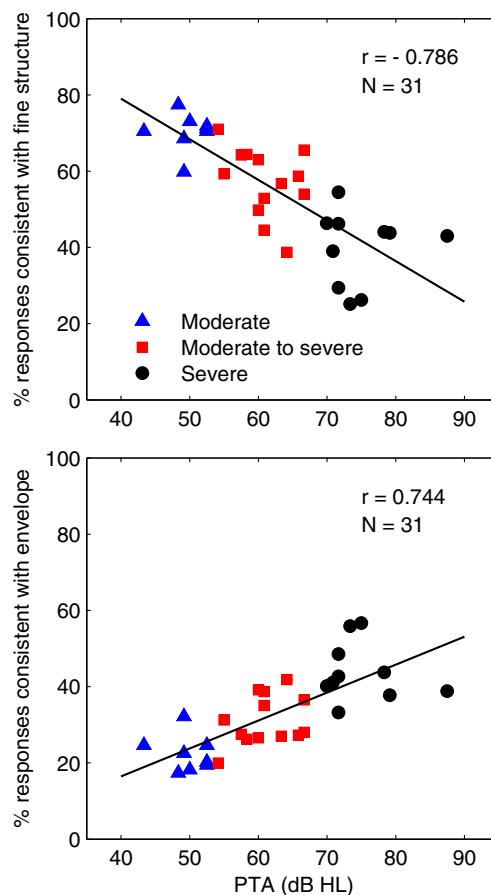 % responses consistent with fine structure
100
80
60
40
20
0
r = - 0.786
N = 31
Moderate
Moderate to severe
Severe
40 50 60 70 80 90
% responses consistent with envelope
100
80
60
40
20
0
r = 0.744
N = 31
40 50 60 70 80 90
PTA (dB HL)